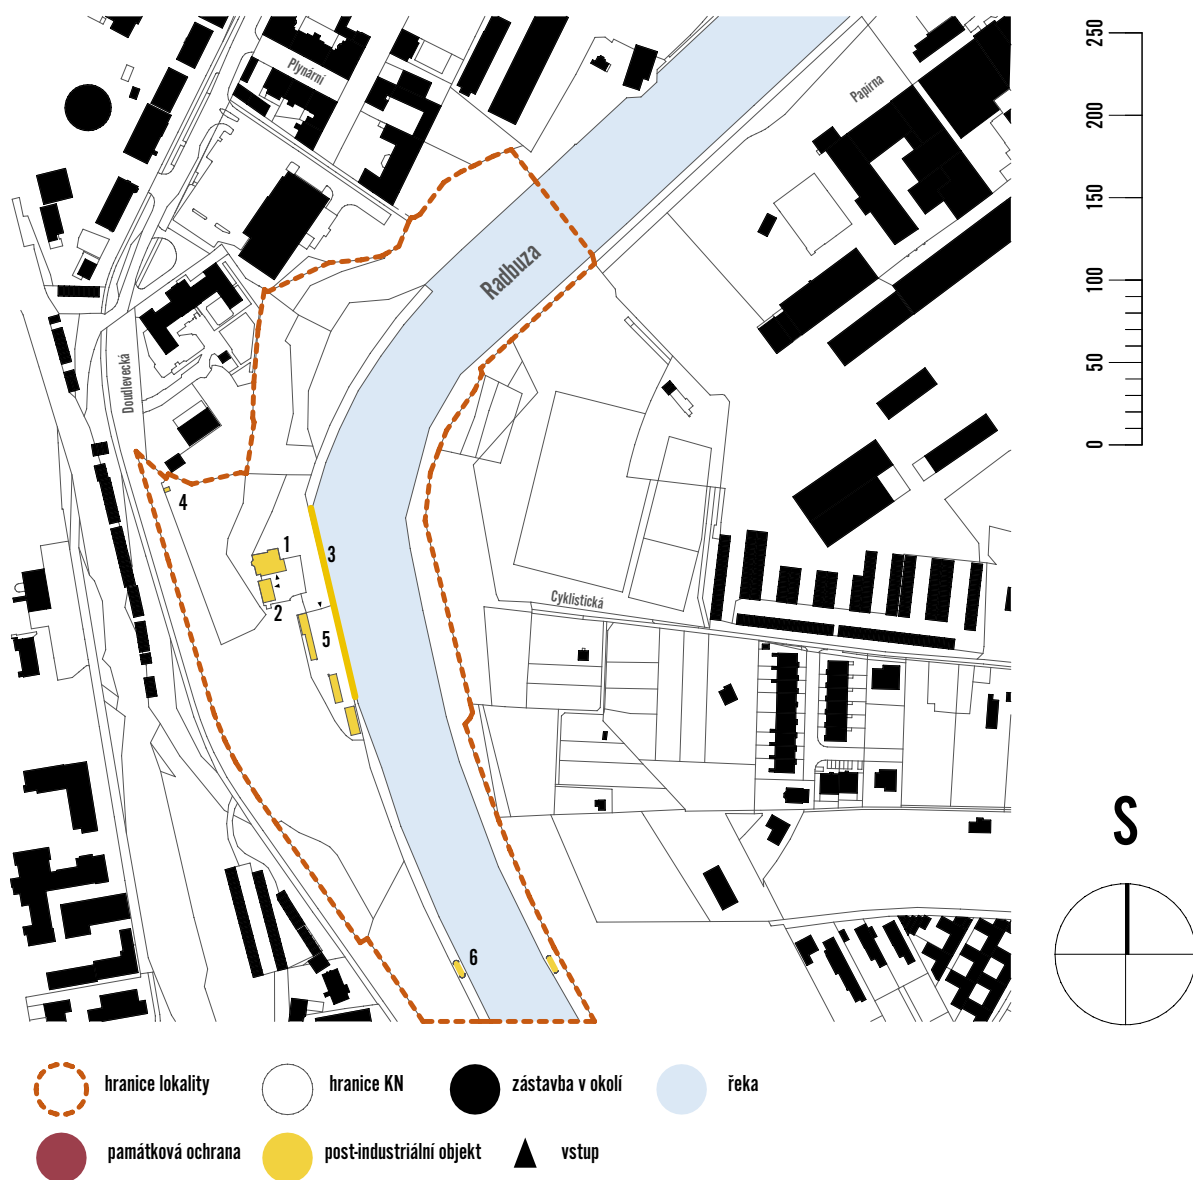 Plynární
Papírna
Radbuza
Doudlevecká
Cyklistická
1
2
3
4
5
6
250
200
150
100
50
0
S
hranice lokality
hranice KN
zástavba v okolí
řeka
památková ochrana
post-industriální objekt
vstup